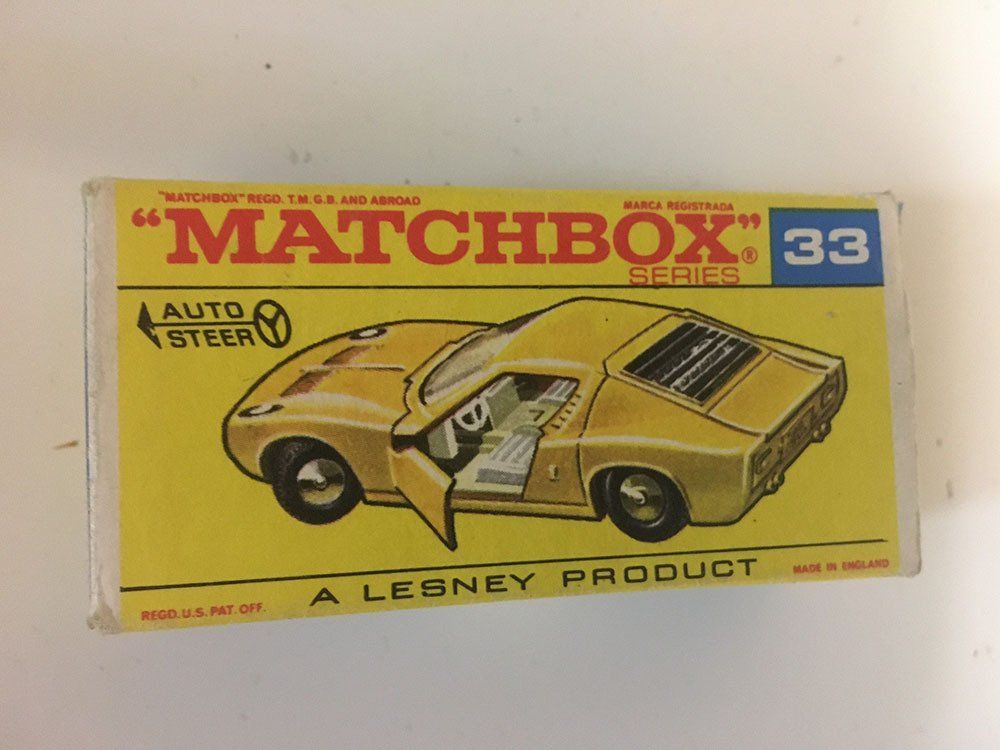 "MATCHBOX" REGD. T.M.G.B. AND ABROAD
MARCA REGISTRADA
"MATCHBOX"®
SERIES
33
AUTO
STEER
A LESNEY PRODUCT
REGD. U.S. PAT. OFF.
MADE IN ENGLAND